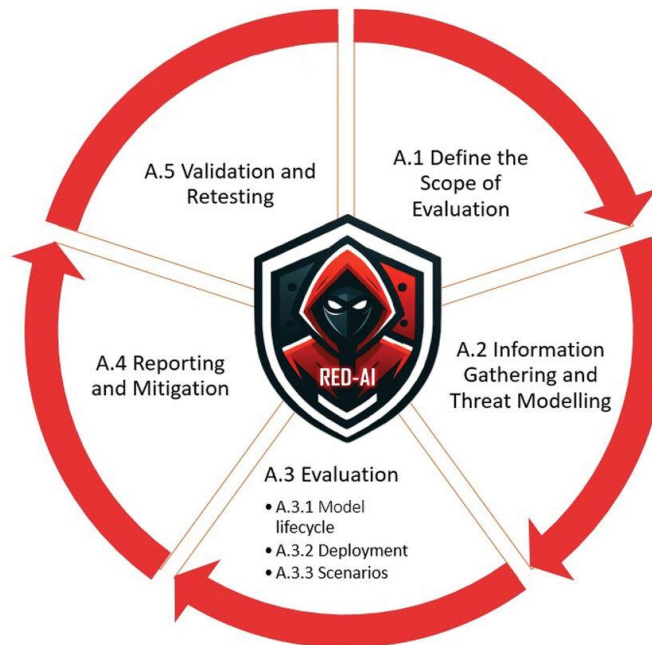 A.1 Define the
Scope of
Evaluation
A.2 Information
Gathering and
Threat Modelling
A.3 Evaluation
• A.3.1 Model
lifecycle
• A.3.2 Deployment
• A.3.3 Scenarios
A.4 Reporting
and Mitigation
A.5 Validation and
Retesting
RED-AI